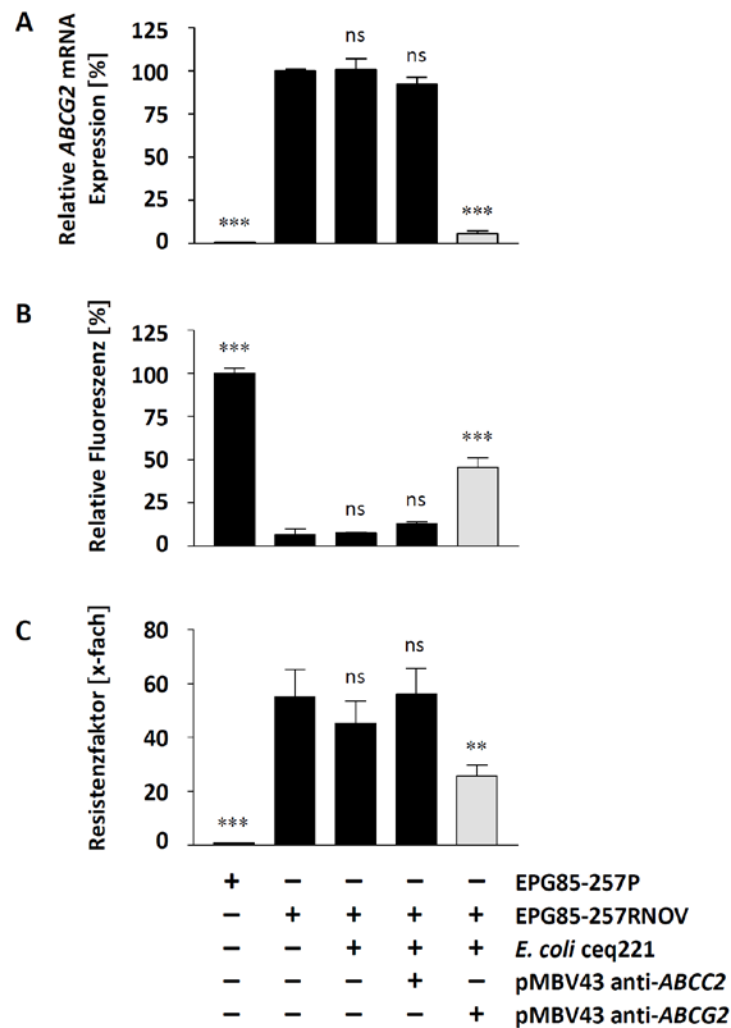 A
Relative ABCG2 mRNA
Expression [%]
125
100
75
50
25
0
***
ns
ns
***
B
Relative Fluoreszenz [%]
125
100
75
50
25
0
***
ns
ns
***
C
Resistenzfaktor [x-fach]
80
60
40
20
0
***
ns
ns
**
+ – – – – EPG85-257P
– + + + + EPG85-257RNOV
– – + + + E. coli ceq221
– – – + – pMBV43 anti-ABCC2
– – – – + pMBV43 anti-ABCG2